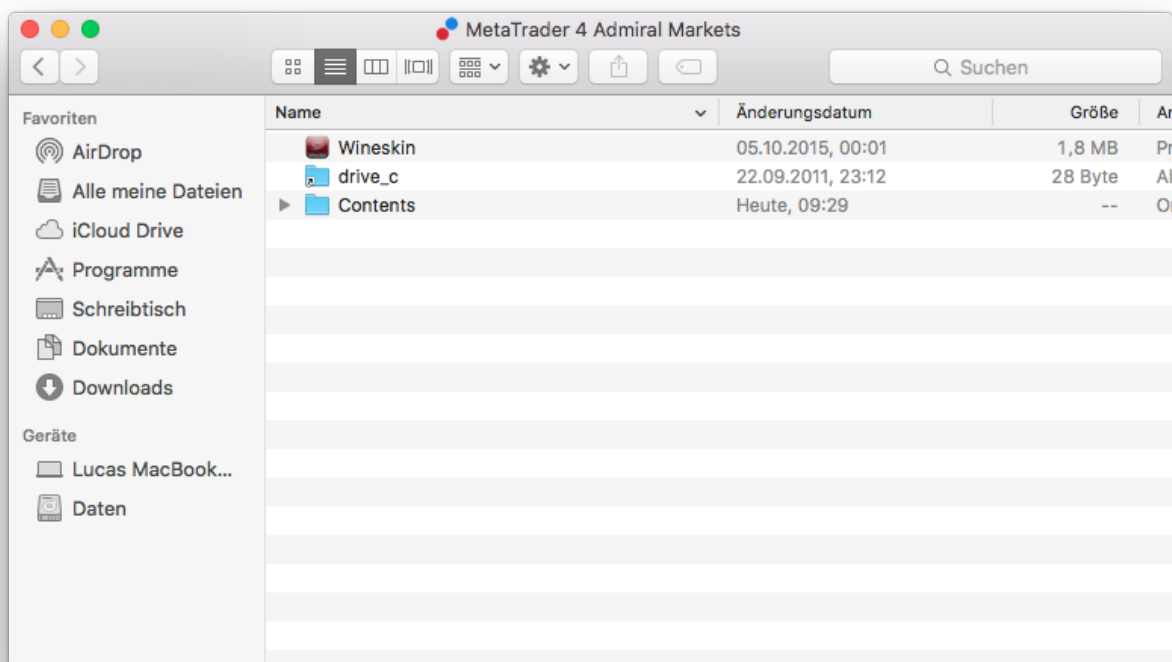 MetaTrader 4 Admiral Markets
Suchen
Favoriten
AirDrop
Alle meine Dateien
iCloud Drive
Programme
Schreibtisch
Dokumente
Downloads
Geräte
Lucas MacBook...
Daten
Name Änderungsdatum Größe
Wineskin 05.10.2015, 00:01 1,8 MB
drive_c 22.09.2011, 23:12 28 Byte
Contents Heute, 09:29 --